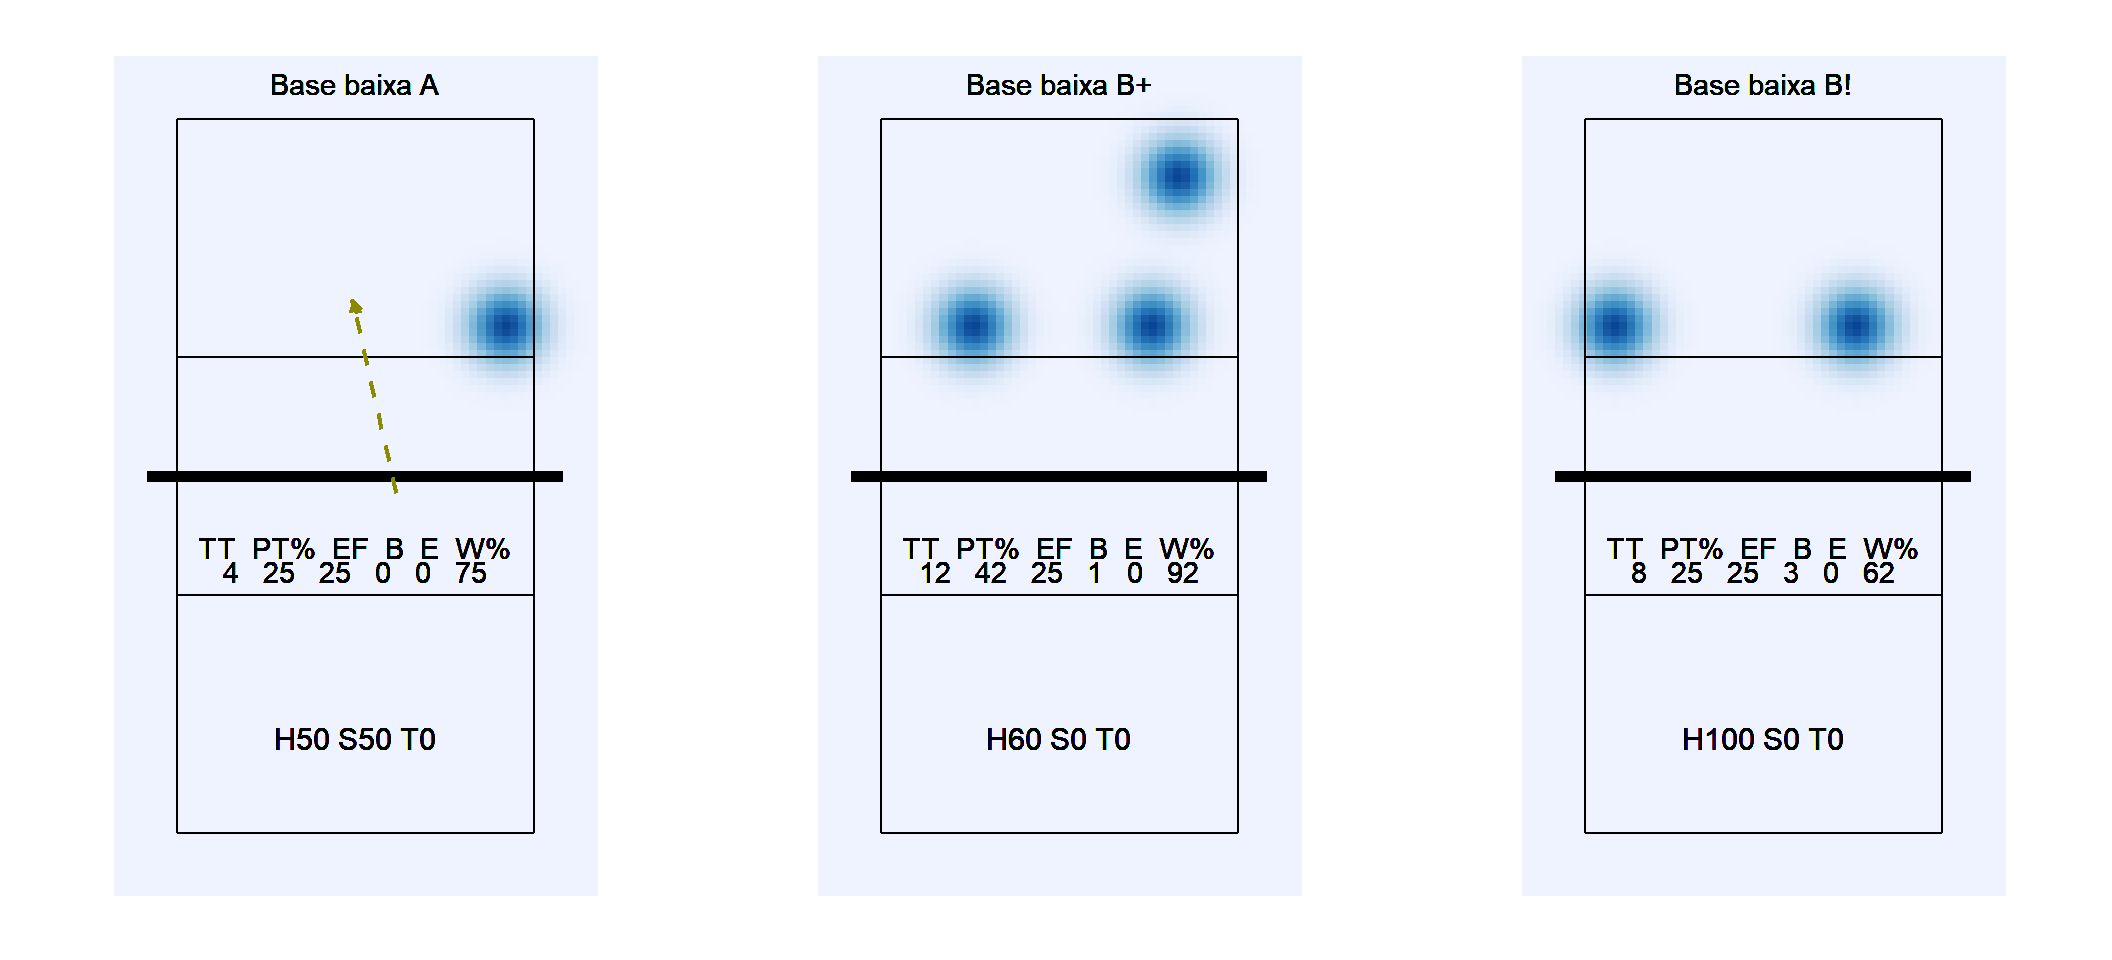 Base baixa A
TT PT% EF B E W%
4 25 25 0 0 75
H50 S50 T0
Base baixa B+
TT PT% EF B E W%
12 42 25 1 0 92
H60 S0 T0
Base baixa B!
TT PT% EF B E W%
8 25 25 3 0 62
H100 S0 T0